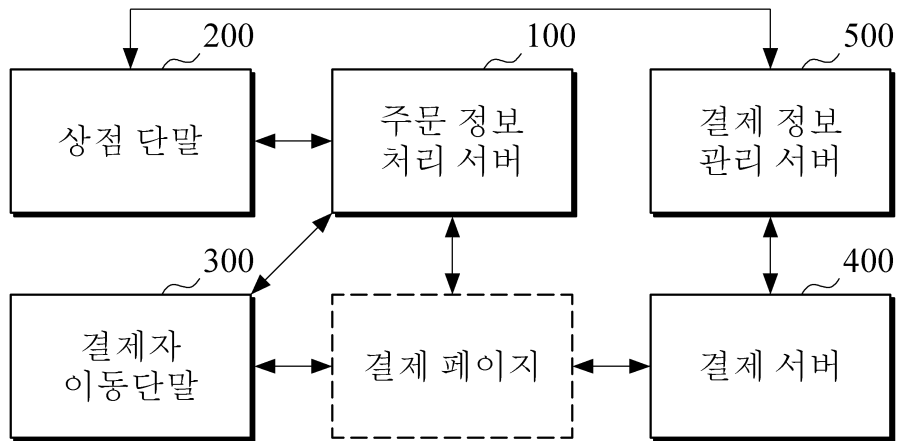 200
100
500
상점 단말
주문 정보
처리 서버
결제 정보
관리 서버
300
400
결제자
이동단말
결제 페이지
결제 서버